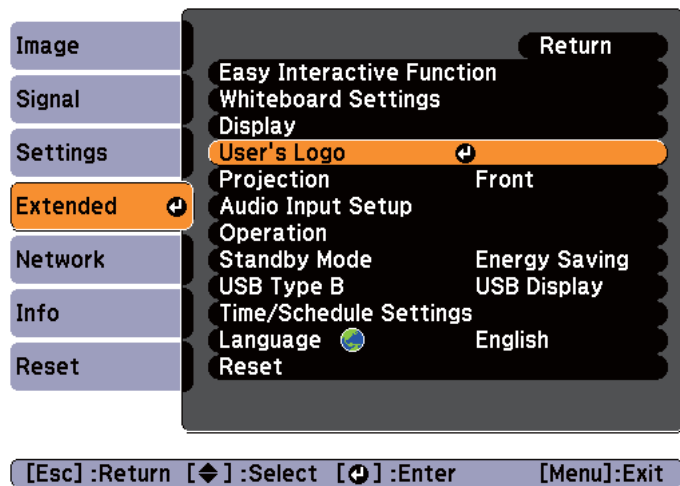 Image
Signal
Settings
Extended
Network
Info
Reset
Return
Easy Interactive Function
Whiteboard Settings
Display
User's Logo
Projection Front
Audio Input Setup
Operation
Standby Mode Energy Saving
USB Type B USB Display
Time/Schedule Settings
Language English
Reset
[Esc] :Return [◆] :Select [⏎] :Enter [Menu]:Exit